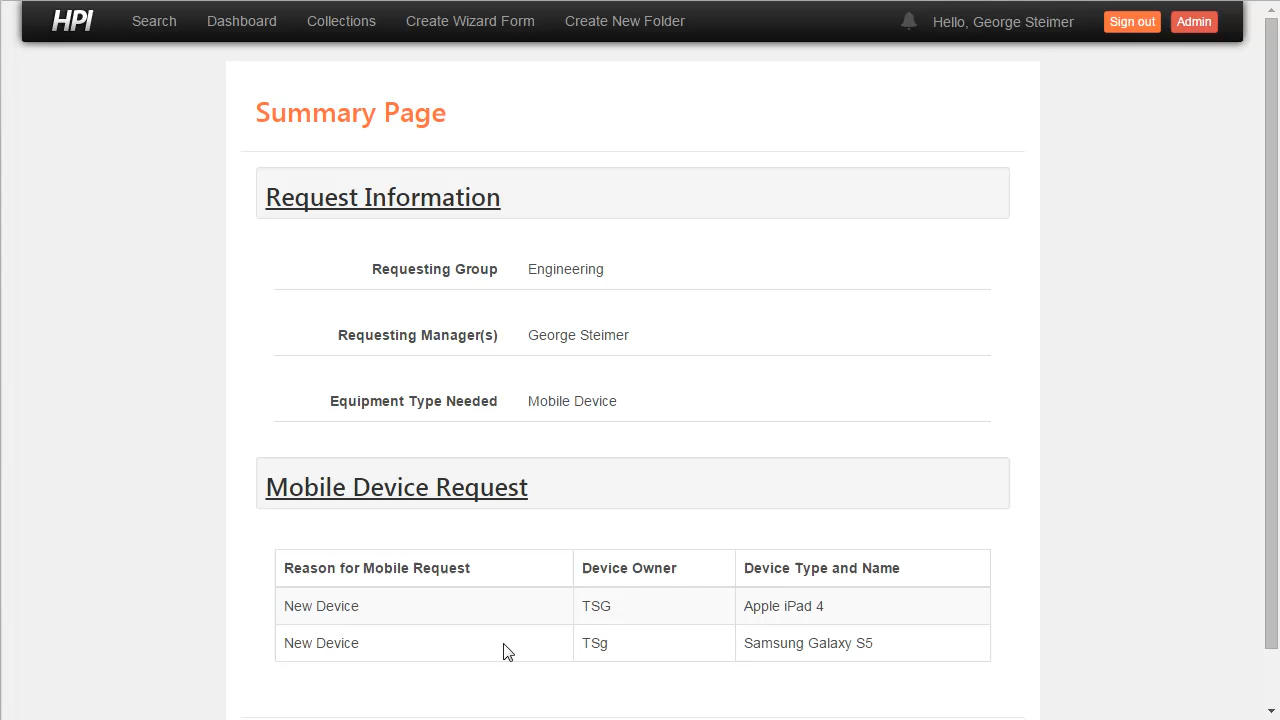 HPI Search Dashboard Collections Create Wizard Form Create New Folder Hello, George Steimer Sign out Admin
Summary Page
Request Information
Requesting Group Engineering
Requesting Manager(s) George Steimer
Equipment Type Needed Mobile Device
Mobile Device Request
Reason for Mobile Request Device Owner Device Type and Name
New Device TSG Apple iPad 4
New Device TSg Samsung Galaxy S5